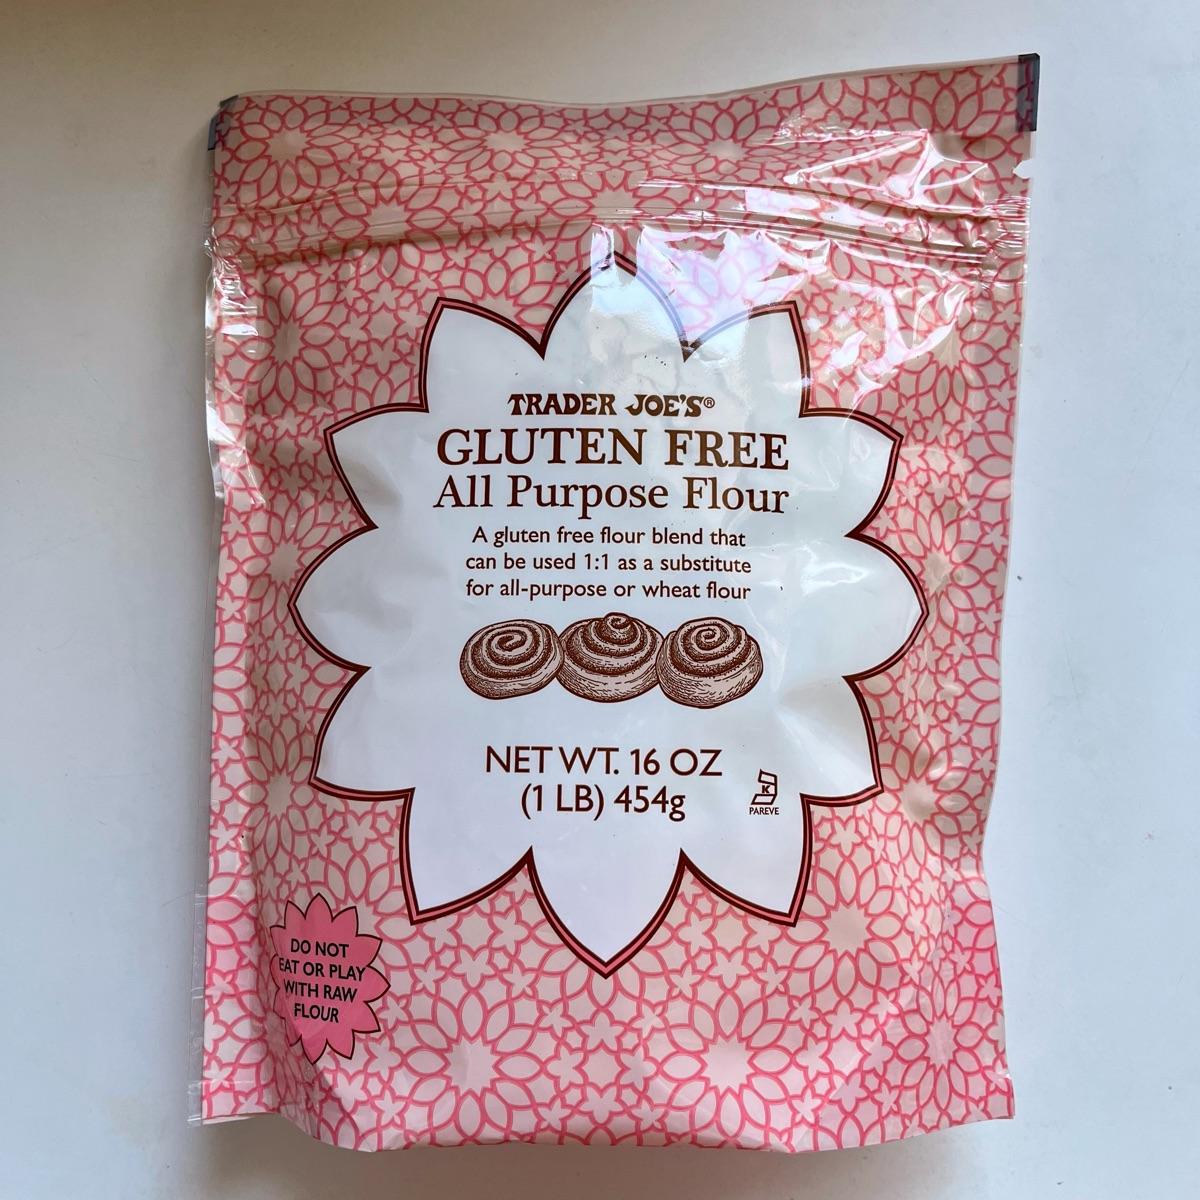 TRADER JOE'S®
GLUTEN FREE
All Purpose Flour
A gluten free flour blend that
can be used 1:1 as a substitute
for all-purpose or wheat flour
NET WT. 16 OZ
(1 LB) 454g
K
PAREVE
DO NOT
EAT OR PLAY
WITH RAW
FLOUR